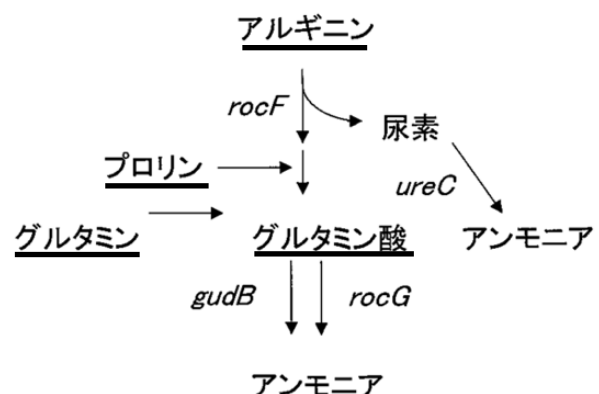 アルギニン
rocF
尿素
プロリン
ureC
グルタミン
グルタミン酸
アンモニア
gudB
rocG
アンモニア